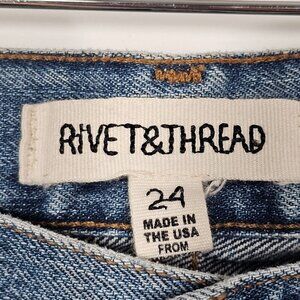 RIVET&THREAD
24
MADE IN
THE USA
FROM